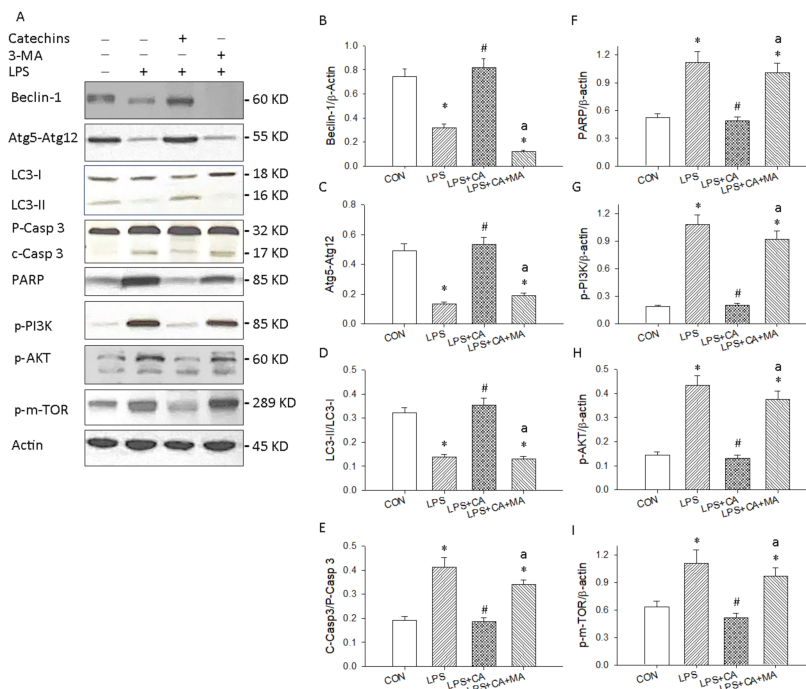 A
Catechins – – + –
3-MA – – – +
LPS – + + +
Beclin-1 - 60 KD
Atg5-Atg12 - 55 KD
LC3-I - 18 KD
LC3-II - 16 KD
P-Casp 3 - 32 KD
c-Casp 3 - 17 KD
PARP - 85 KD
p-PI3K - 85 KD
p-AKT - 60 KD
p-m-TOR - 289 KD
Actin - 45 KD
B
Beclin-1/β-Actin
1.0
0.8
0.6
0.4
0.2
0.0
* # a *
CON LPS LPS+CA LPS+CA+MA
C
Atg5-Atg12
0.8
0.6
0.4
0.2
0.0
* # a *
CON LPS LPS+CA LPS+CA+MA
D
LC3-II/LC3-I
0.5
0.4
0.3
0.2
0.1
0.0
* # a *
CON LPS LPS+CA LPS+CA+MA
E
C-Casp3/P-Casp 3
0.5
0.4
0.3
0.2
0.1
0.0
* # a *
CON LPS LPS+CA LPS+CA+MA
F
PARP/β-actin
1.2
0.9
0.6
0.3
0.0
* # a *
CON LPS LPS+CA LPS+CA+MA
G
p-PI3K/β-actin
1.2
0.9
0.6
0.3
0.0
* # a *
CON LPS LPS+CA LPS+CA+MA
H
p-AKT/β-actin
0.5
0.4
0.3
0.2
0.1
0.0
* # a *
CON LPS LPS+CA LPS+CA+MA
I
p-m-TOR/β-actin
1.2
0.9
0.6
0.3
0.0
* # a *
CON LPS LPS+CA LPS+CA+MA